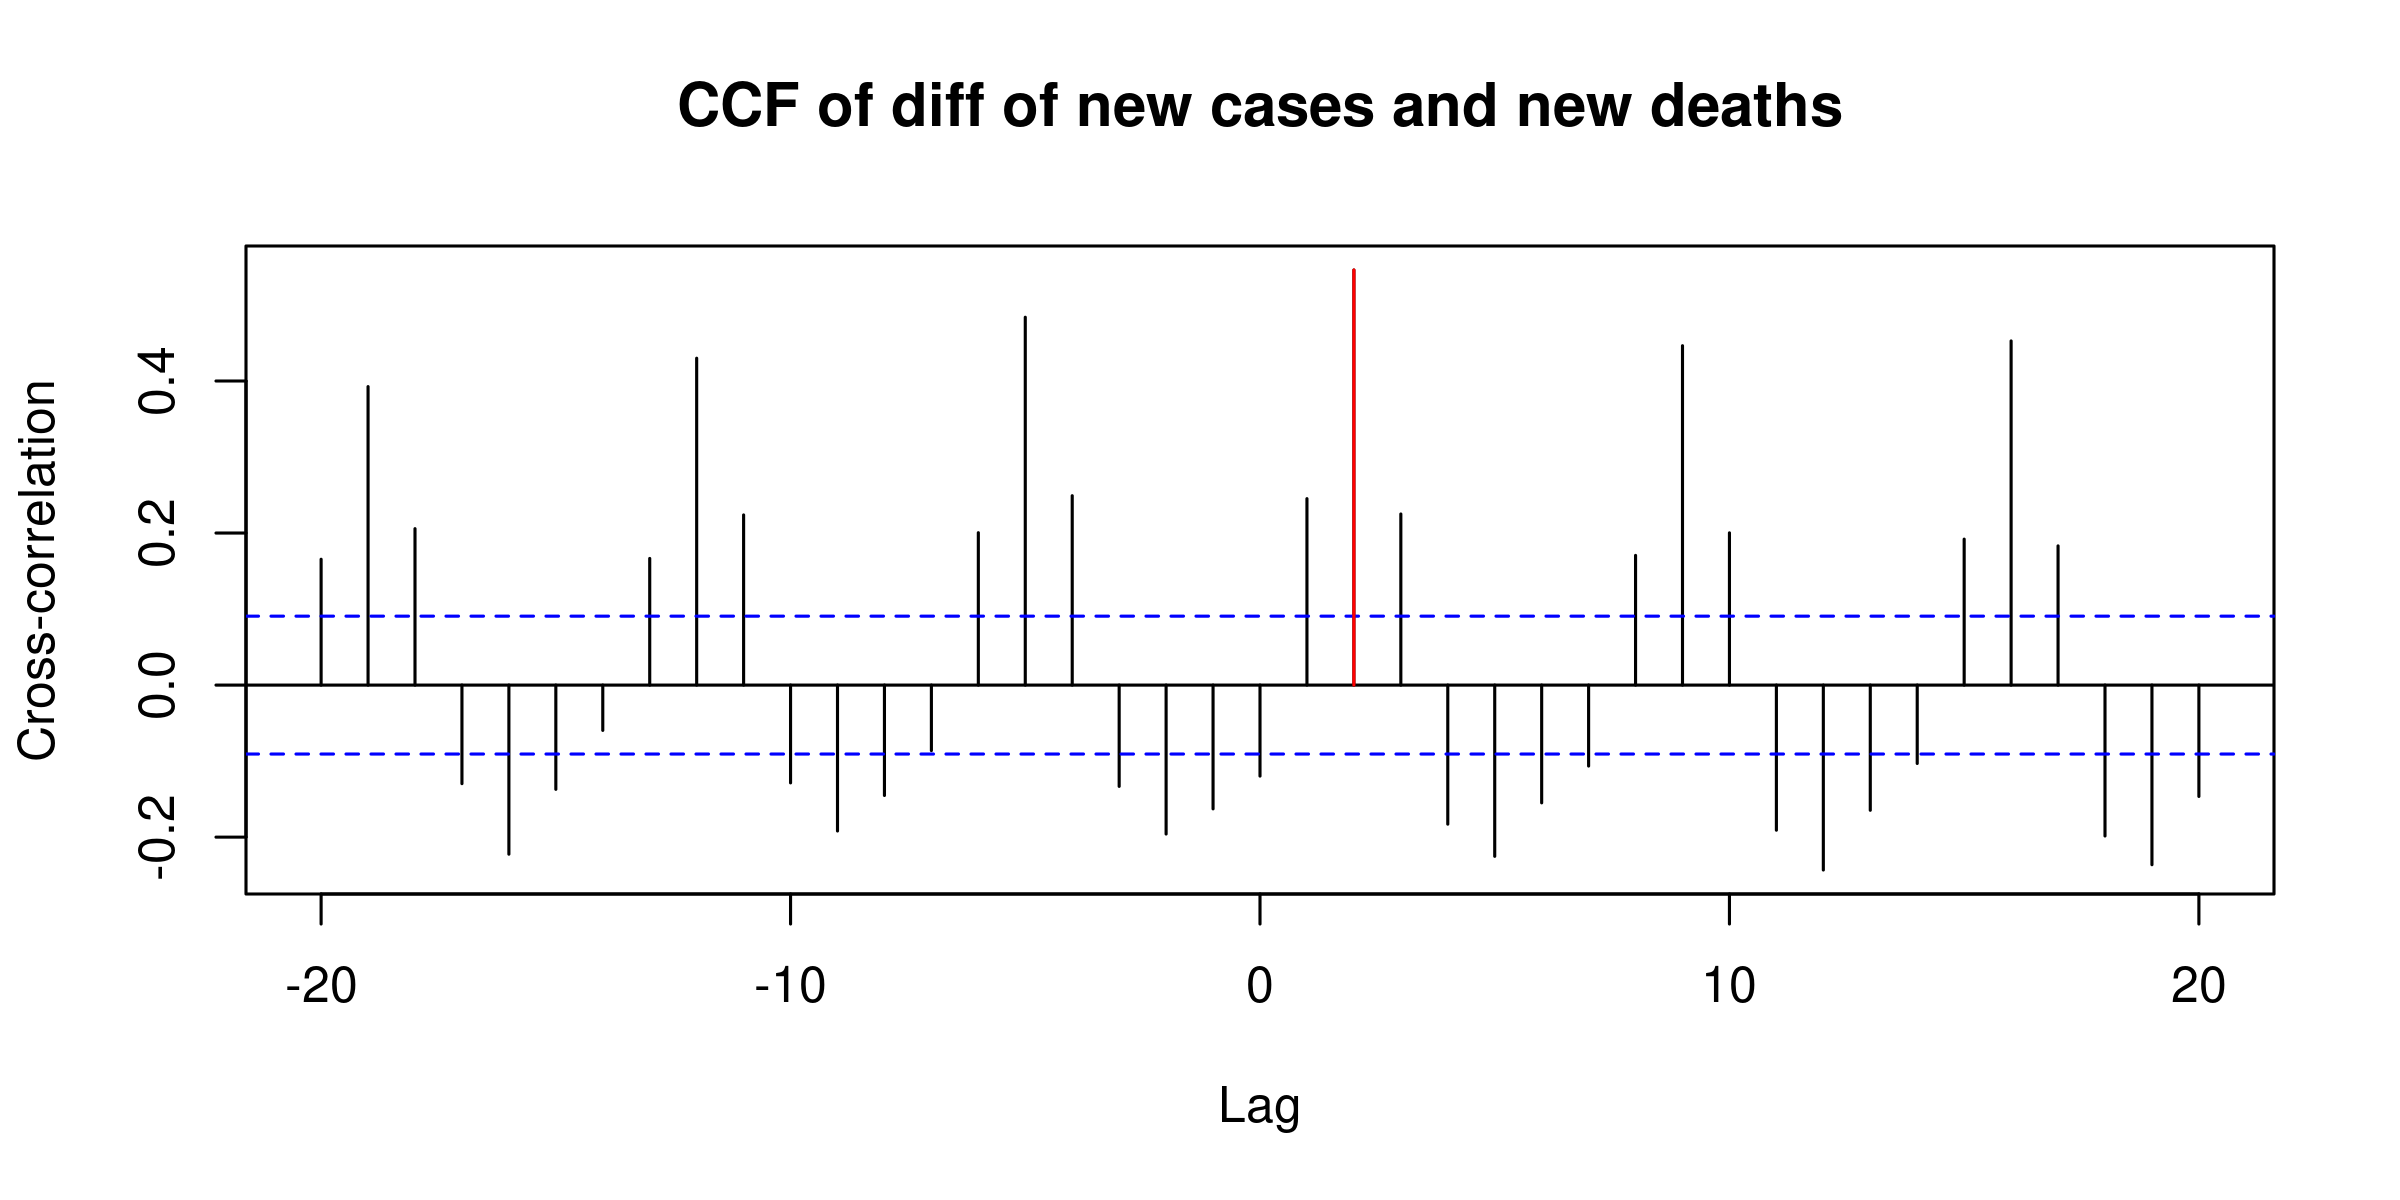 CCF of diff of new cases and new deaths
Cross-correlation
0.4
0.2
0.0
-0.2
-20 -10 0 10 20
Lag